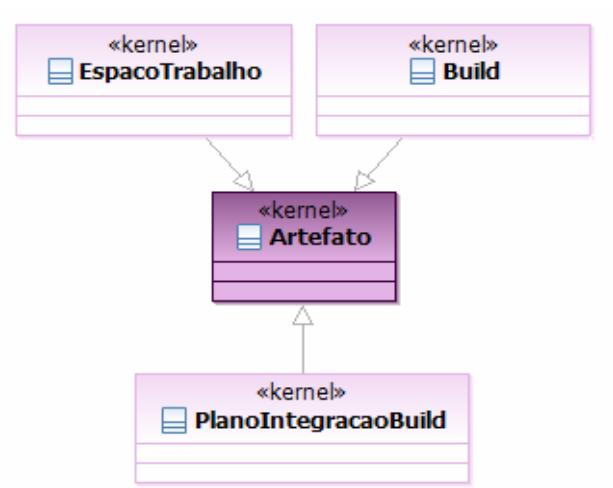 «kernel»
EspacoTrabalho
«kernel»
Build
«kernel»
Artefato
«kernel»
PlanoIntegracaoBuild